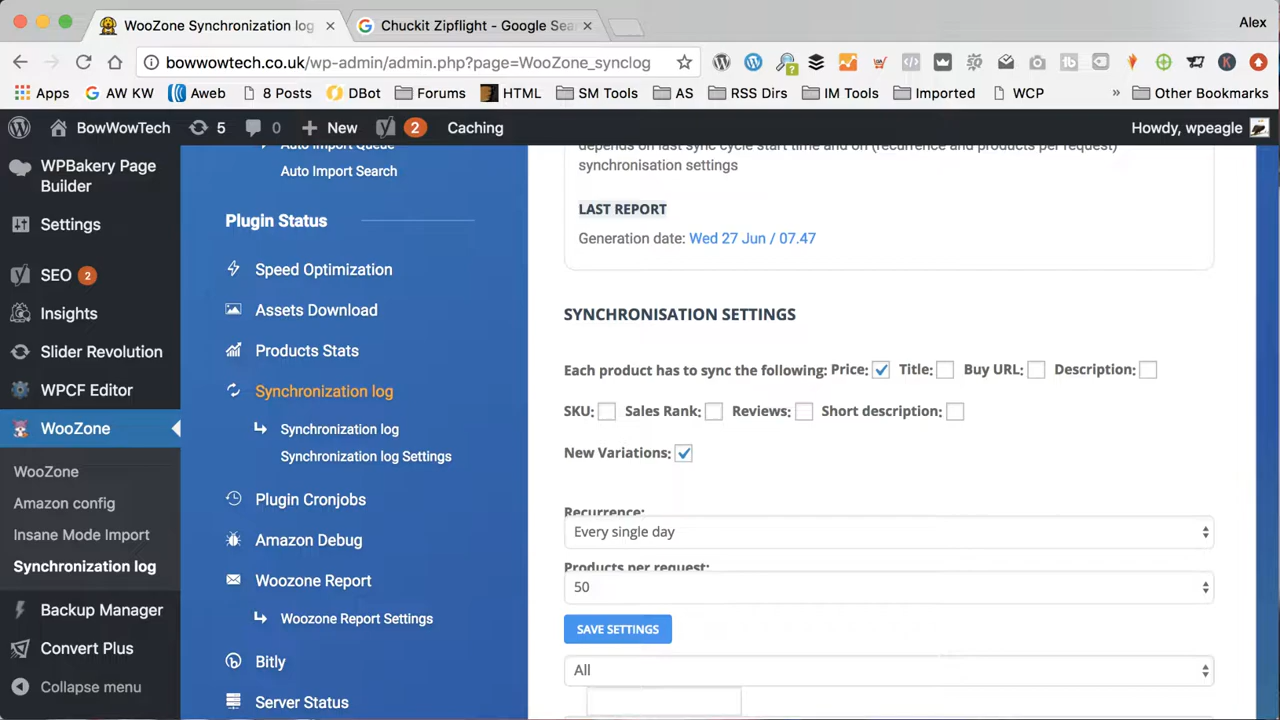 WooZone Synchronization log
Chuckit Zipflight - Google Sea
Alex
bowwowtech.co.uk/wp-admin/admin.php?page=WooZone_synclog
Apps
AW KW
Aweb
8 Posts
DBot
Forums
HTML
SM Tools
AS
RSS Dirs
IM Tools
Imported
WCP
»
Other Bookmarks
BowWowTech
5
0
New
2
Caching
Howdy, wpeagle
WPBakery Page
Builder
Settings
SEO 2
Insights
Slider Revolution
WPCF Editor
WooZone
WooZone
Amazon config
Insane Mode Import
Synchronization log
Backup Manager
Convert Plus
Collapse menu
Auto Import Queue
Auto Import Search
Plugin Status
Speed Optimization
Assets Download
Products Stats
Synchronization log
Synchronization log
Synchronization log Settings
Plugin Cronjobs
Amazon Debug
Woozone Report
Woozone Report Settings
Bitly
Server Status
depends on last sync cycle start time and on (recurrence and products per request)
synchronisation settings
LAST REPORT
Generation date: Wed 27 Jun / 07.47
SYNCHRONISATION SETTINGS
Each product has to sync the following: Price: Title: Buy URL: Description:
SKU: Sales Rank: Reviews: Short description:
New Variations:
Recurrence:
Every single day
Products per request:
50
SAVE SETTINGS
All